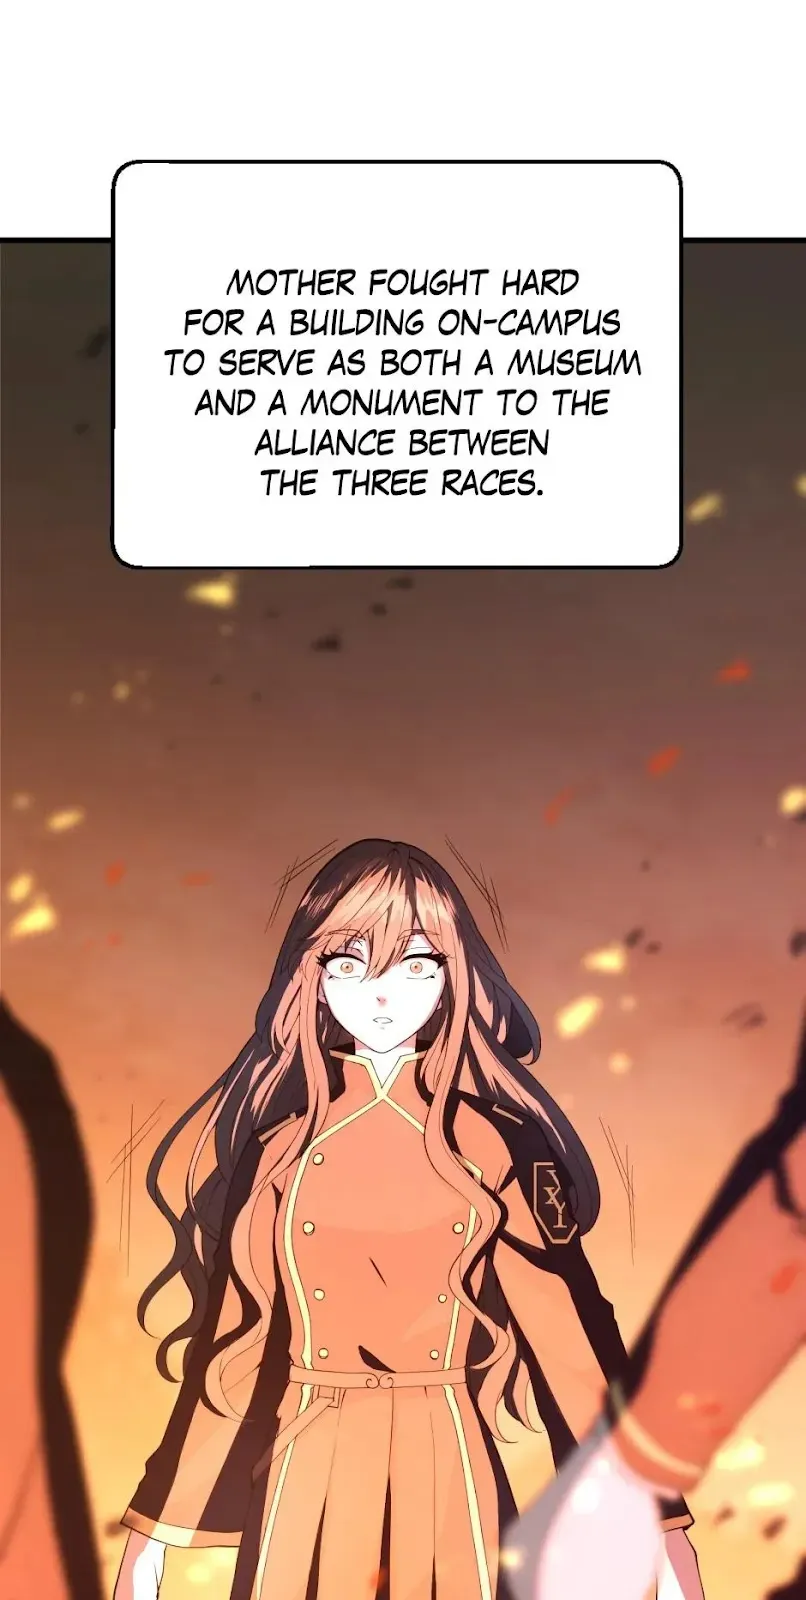 MOTHER FOUGHT HARD
FOR A BUILDING ON-CAMPUS
TO SERVE AS BOTH A MUSEUM
AND A MONUMENT TO THE
ALLIANCE BETWEEN
THE THREE RACES.